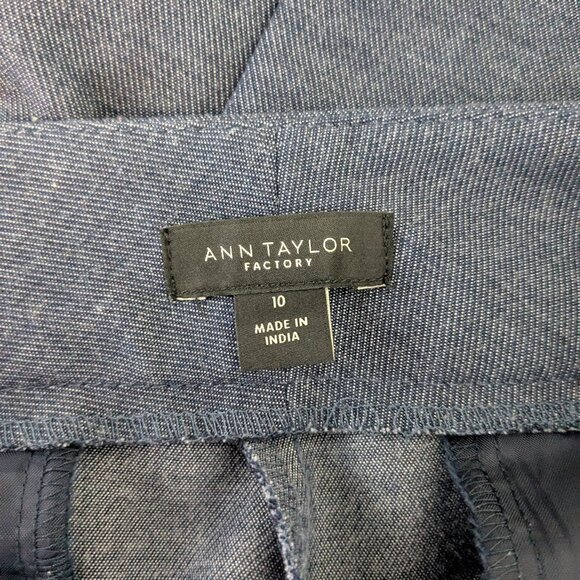 ANN TAYLOR
FACTORY
10
MADE IN
INDIA